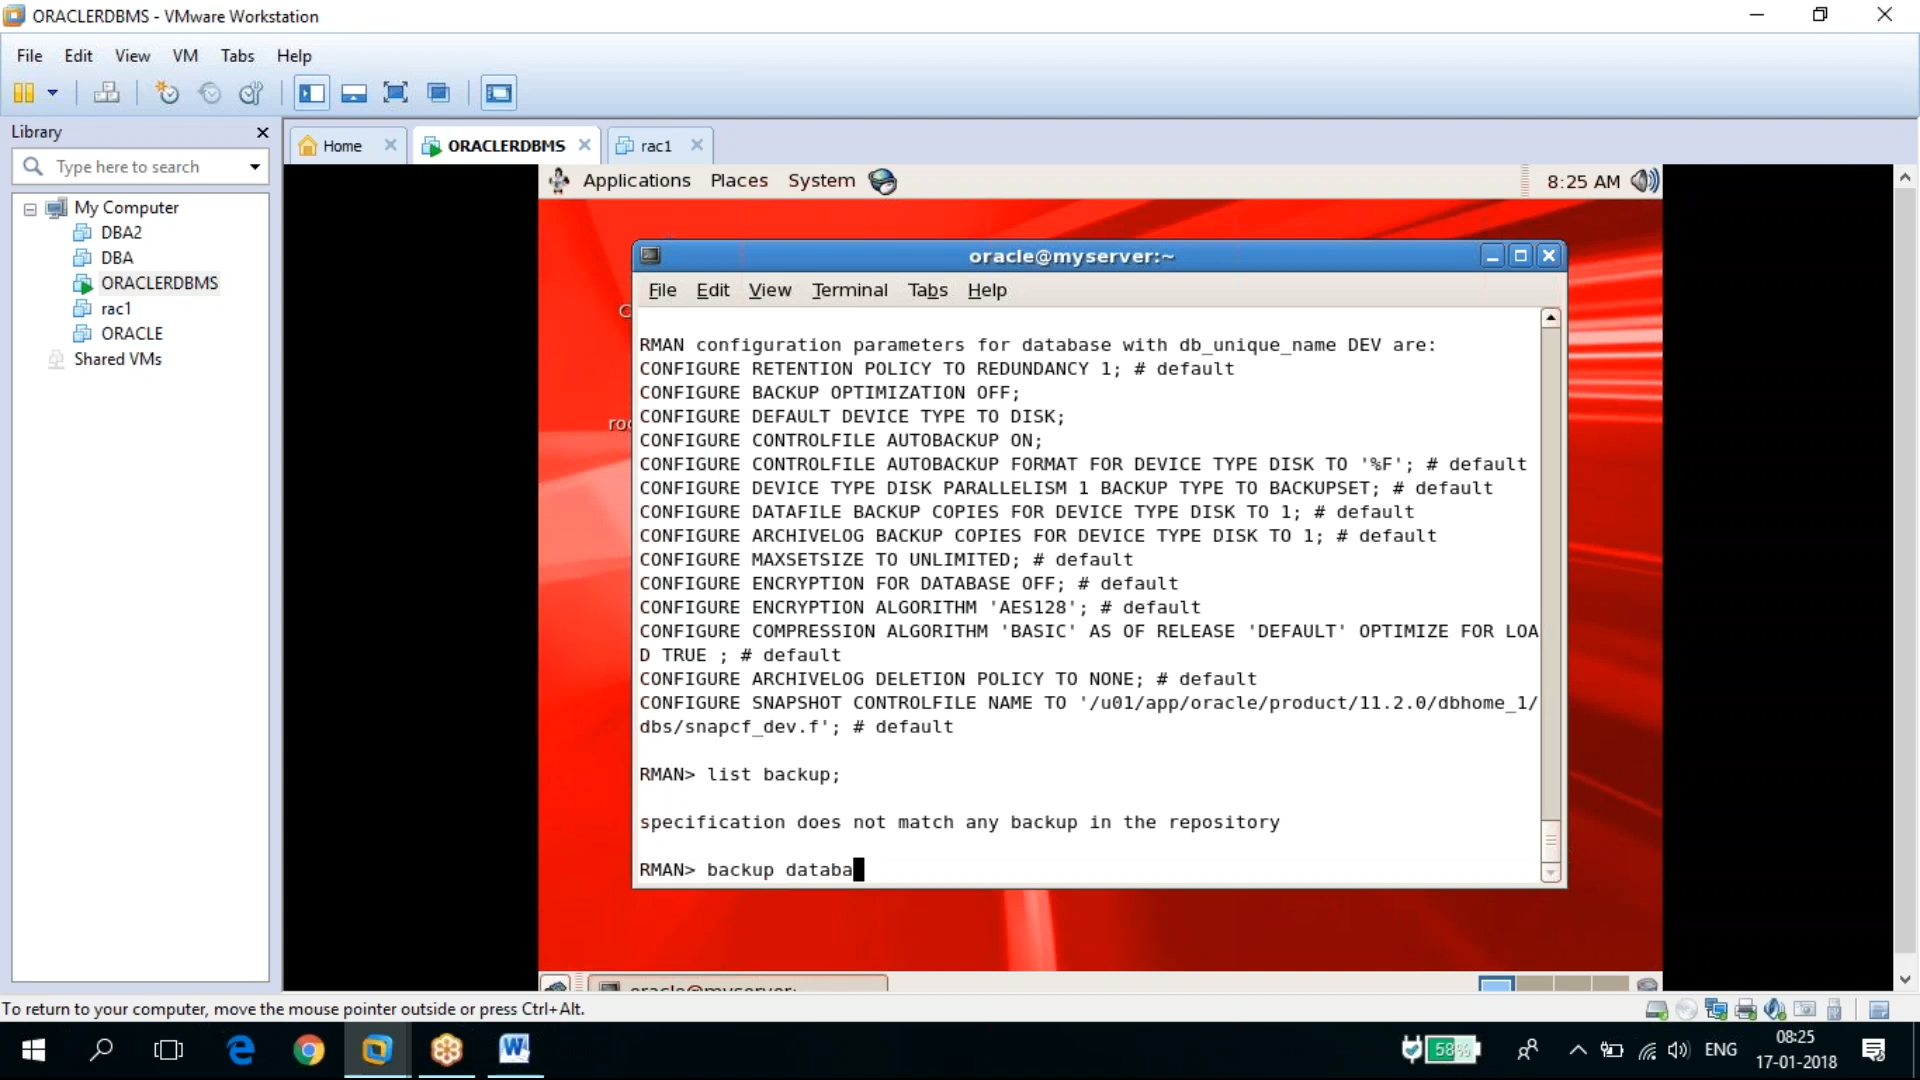 ORACLERDBMS - VMware Workstation
File Edit View VM Tabs Help
Library
Type here to search
My Computer
DBA2
DBA
ORACLERDBMS
rac1
ORACLE
Shared VMs
Home ORACLERDBMS rac1
Applications Places System 8:25 AM
oracle@myserver:~
File Edit View Terminal Tabs Help
RMAN configuration parameters for database with db_unique_name DEV are:
CONFIGURE RETENTION POLICY TO REDUNDANCY 1; # default
CONFIGURE BACKUP OPTIMIZATION OFF;
CONFIGURE DEFAULT DEVICE TYPE TO DISK;
CONFIGURE CONTROLFILE AUTOBACKUP ON;
CONFIGURE CONTROLFILE AUTOBACKUP FORMAT FOR DEVICE TYPE DISK TO '%F'; # default
CONFIGURE DEVICE TYPE DISK PARALLELISM 1 BACKUP TYPE TO BACKUPSET; # default
CONFIGURE DATAFILE BACKUP COPIES FOR DEVICE TYPE DISK TO 1; # default
CONFIGURE ARCHIVELOG BACKUP COPIES FOR DEVICE TYPE DISK TO 1; # default
CONFIGURE MAXSETSIZE TO UNLIMITED; # default
CONFIGURE ENCRYPTION FOR DATABASE OFF; # default
CONFIGURE ENCRYPTION ALGORITHM 'AES128'; # default
CONFIGURE COMPRESSION ALGORITHM 'BASIC' AS OF RELEASE 'DEFAULT' OPTIMIZE FOR LOA
D TRUE ; # default
CONFIGURE ARCHIVELOG DELETION POLICY TO NONE; # default
CONFIGURE SNAPSHOT CONTROLFILE NAME TO '/u01/app/oracle/product/11.2.0/dbhome_1/
dbs/snapcf_dev.f'; # default
RMAN> list backup;
specification does not match any backup in the repository
RMAN> backup databa
To return to your computer, move the mouse pointer outside or press Ctrl+Alt.
58%
ENG
08:25
17-01-2018